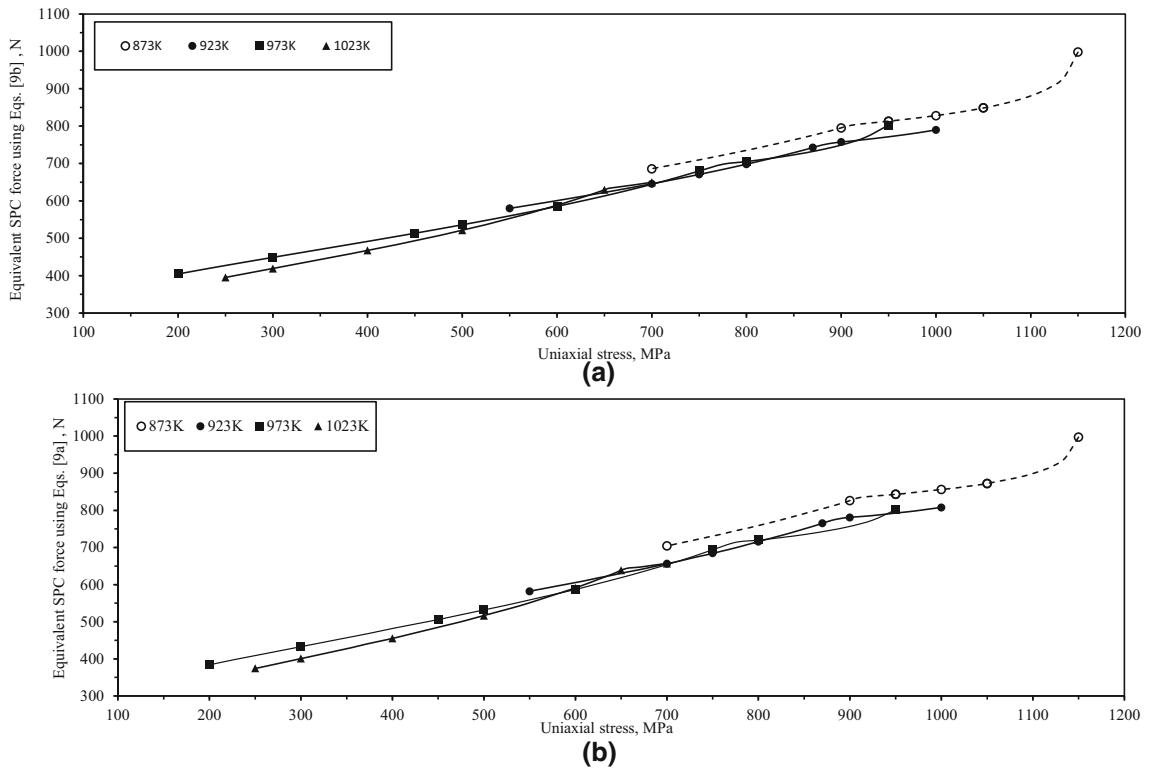 Equivalent SPC force using Eqs. [9b] , N
1100
1000
900
800
700
600
500
400
300
873K 923K 973K 1023K
100 200 300 400 500 600 700 800 900 1000 1100 1200
Uniaxial stress, MPa
(a)
Equivalent SPC force using Eqs. [9a] , N
1100
1000
900
800
700
600
500
400
300
873K 923K 973K 1023K
100 200 300 400 500 600 700 800 900 1000 1100 1200
Uniaxial stress, MPa
(b)